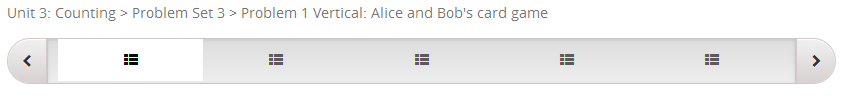 Unit 3: Counting > Problem Set 3 > Problem 1 Vertical: Alice and Bob's card game